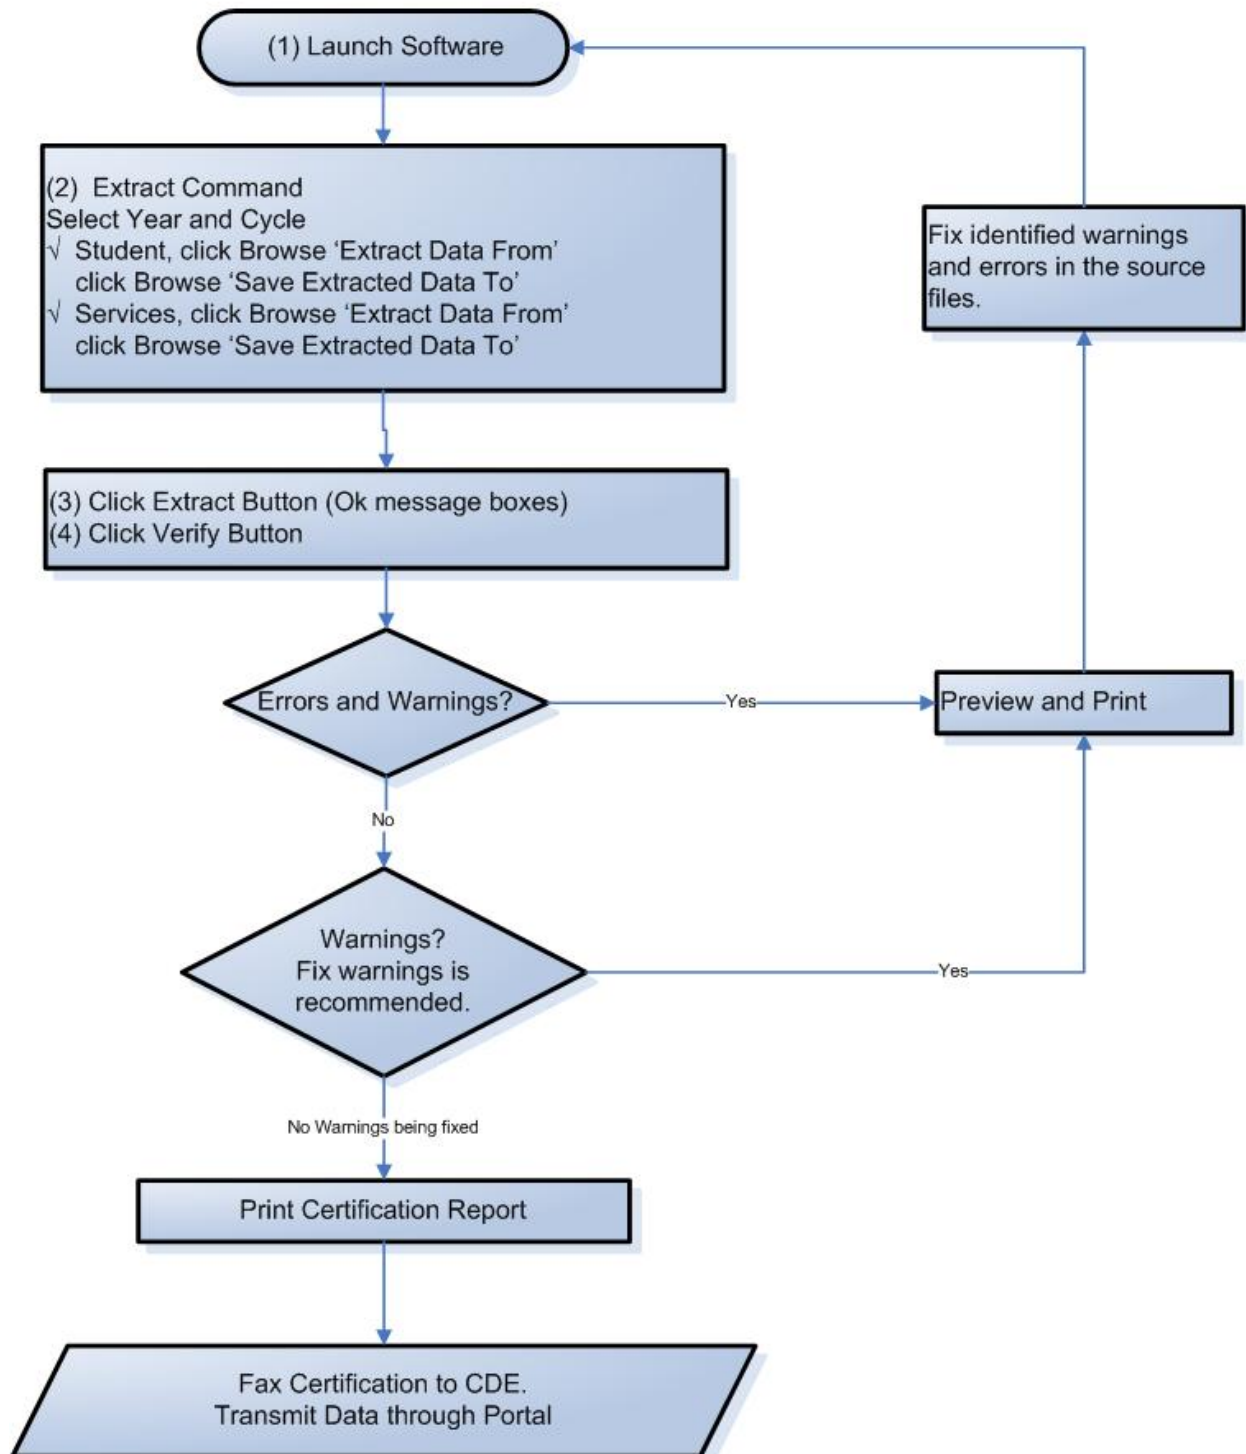 (1) Launch Software
(2)  Extract Command
Select Year and Cycle
√  Student, click Browse ‘Extract Data From’
click Browse ‘Save Extracted Data To’
√  Services, click Browse ‘Extract Data From’
click Browse ‘Save Extracted Data To’
Fix identified warnings
and errors in the source
files.
(3) Click Extract Button (Ok message boxes)
(4) Click Verify Button
Errors and Warnings?
Yes
Preview and Print
No
Warnings?
Fix warnings is
recommended.
Yes
No Warnings being fixed
Print Certification Report
Fax Certification to CDE.
Transmit Data through Portal